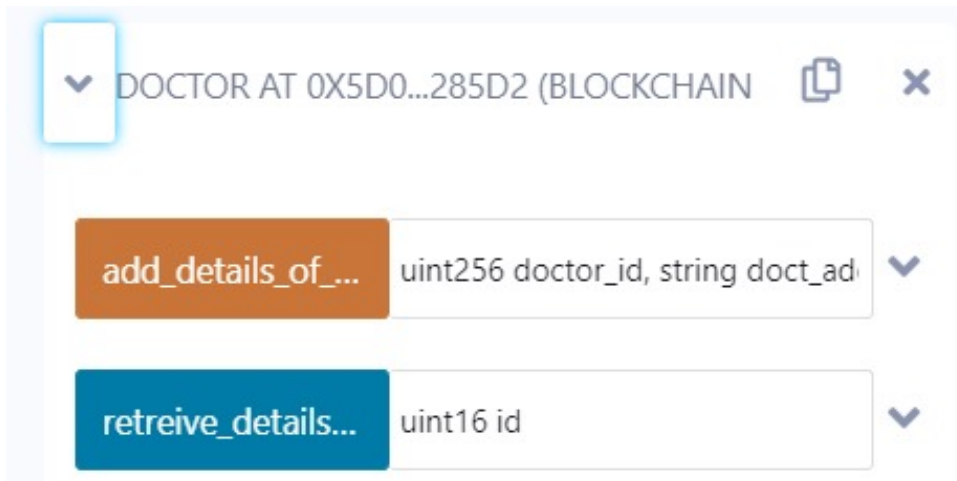 DOCTOR AT 0X5D0...285D2 (BLOCKCHAIN
add_details_of_... uint256 doctor_id, string doct_ad
retreive_details... uint16 id